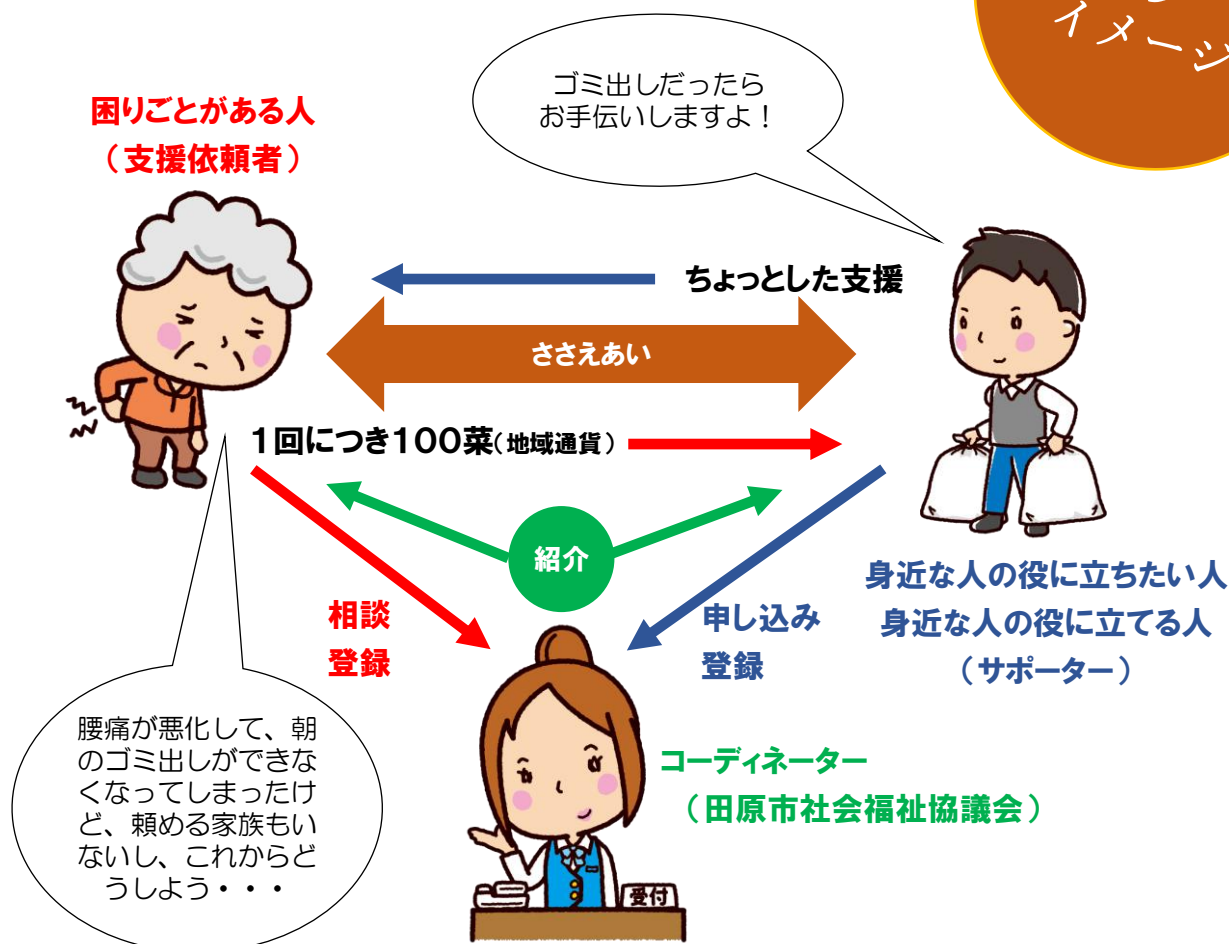 イメージ
困りごとがある人
（支援依頼者）
ゴミ出しだったら
お手伝いしますよ！
ちょっとした支援
ささえあい
1回につき100菜（地域通貨）
紹介
相談
登録
申し込み
登録
身近な人の役に立ちたい人
身近な人の役に立てる人
（サポーター）
腰痛が悪化して、朝
のゴミ出しができな
くなってしまったけ
ど、頼める家族もい
ないし、これからど
うしよう・・・
コーディネーター
（田原市社会福祉協議会）
受付